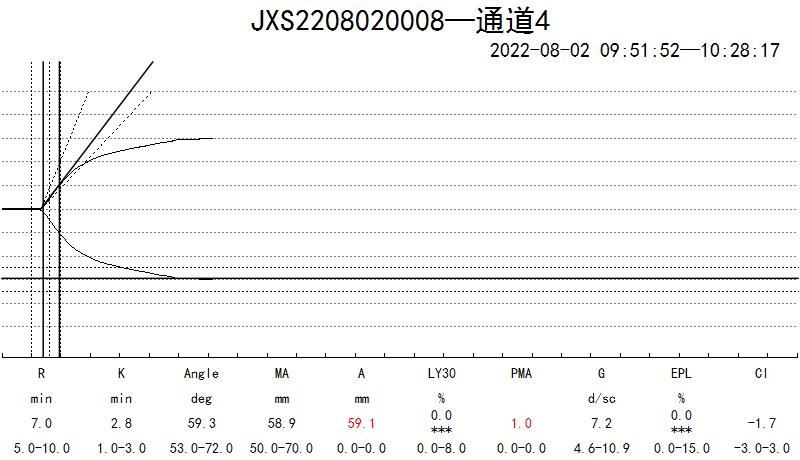 JXS2208020008—通道4
2022-08-02 09:51:52—10:28:17
R K Angle MA A LY30 PMA G EPL CI
min min deg mm mm % d/sc %
7.0 2.8 59.3 58.9 59.1 0.0 *** 1.0 7.2 0.0 *** -1.7
5.0-10.0 1.0-3.0 53.0-72.0 50.0-70.0 0.0-0.0 0.0-8.0 0.0-0.0 4.6-10.9 0.0-15.0 -3.0-3.0